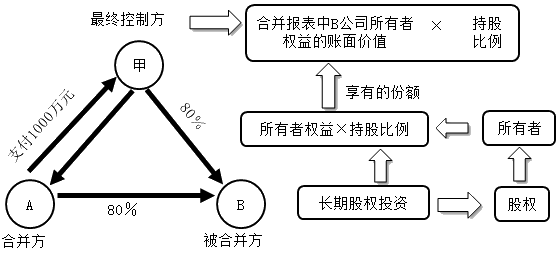 最终控制方
合并报表中B公司所有者
权益的账面价值
×
持股
比例
甲
支付1000万元
80%
享有的份额
所有者权益×持股比例
所有者
A
80%
B
长期股权投资
股权
合并方
被合并方